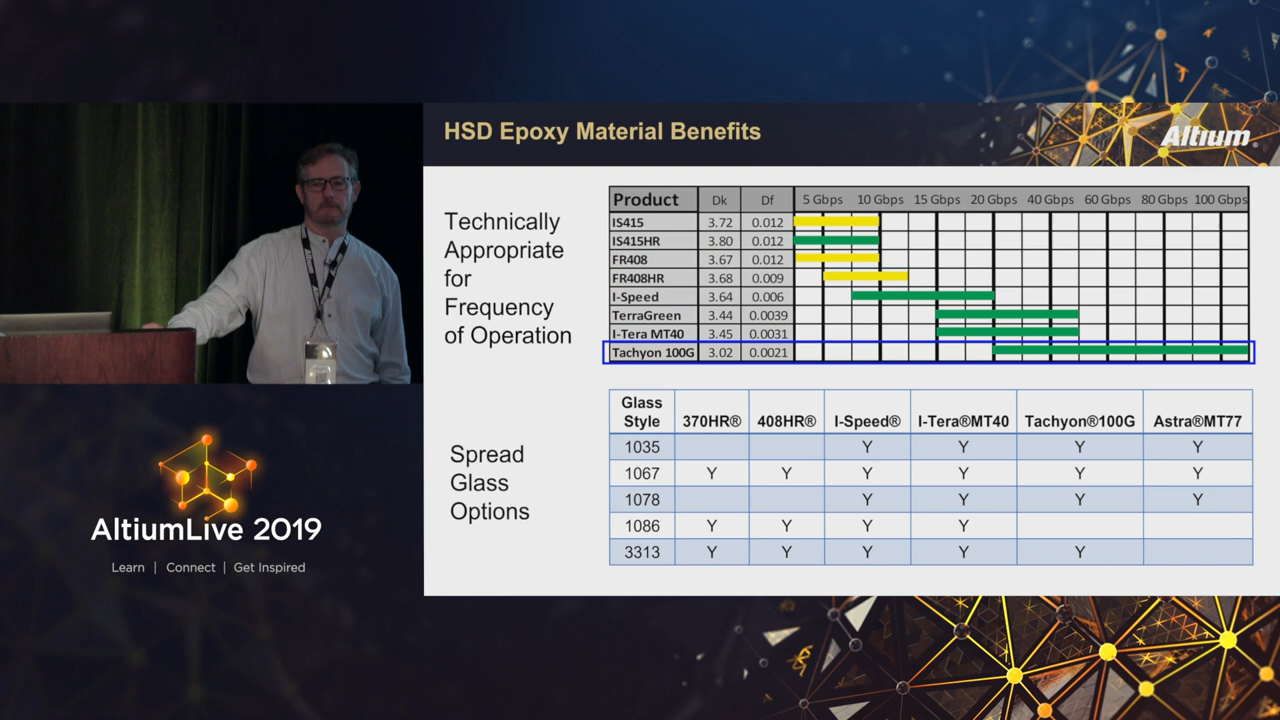 HSD Epoxy Material Benefits
Altium®
Technically
Appropriate
for
Frequency
of Operation
Product Dk Df 5 Gbps 10 Gbps 15 Gbps 20 Gbps 40 Gbps 60 Gbps 80 Gbps 100 Gbps
IS415 3.72 0.012
IS415HR 3.80 0.012
FR408 3.67 0.012
FR408HR 3.68 0.009
I-Speed 3.64 0.006
TerraGreen 3.44 0.0039
I-Tera MT40 3.45 0.0031
Tachyon 100G 3.02 0.0021
Spread
Glass
Options
Glass
Style 370HR® 408HR® I-Speed® I-Tera®MT40 Tachyon®100G Astra®MT77
1035 Y Y Y Y
1067 Y Y Y Y Y Y
1078 Y Y Y Y
1086 Y Y Y Y
3313 Y Y Y Y Y
AltiumLive 2019
Learn | Connect | Get Inspired